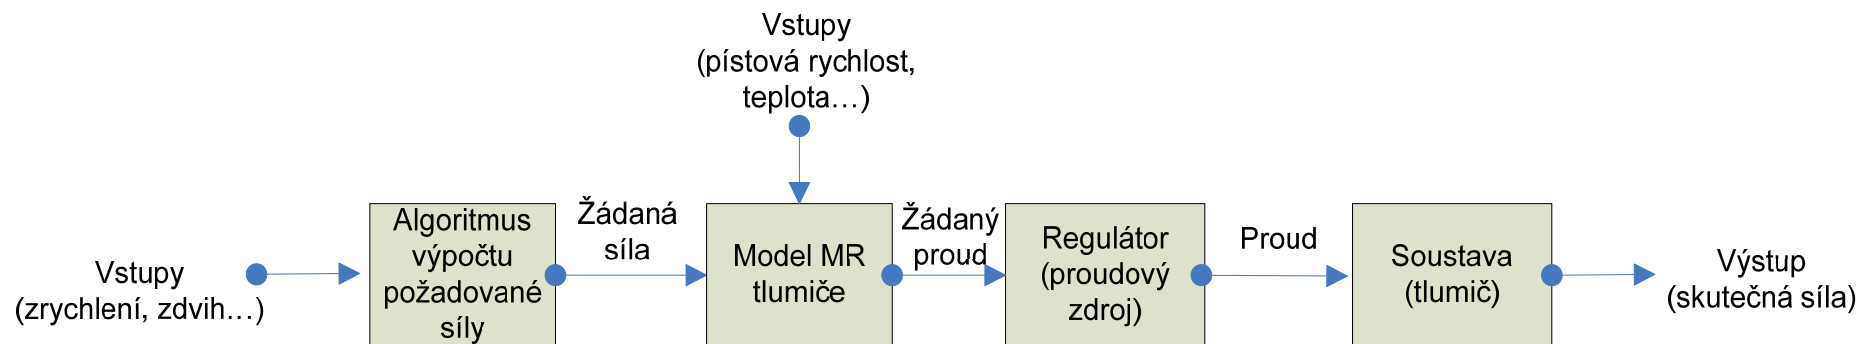 Vstupy
(pístová rychlost,
teplota…)
Vstupy
(zrychlení, zdvih…)
Algoritmus
výpočtu
požadované
síly
Žádaná
síla
Model MR
tlumiče
Žádaný
proud
Regulátor
(proudový
zdroj)
Proud
Soustava
(tlumič)
Výstup
(skutečná síla)